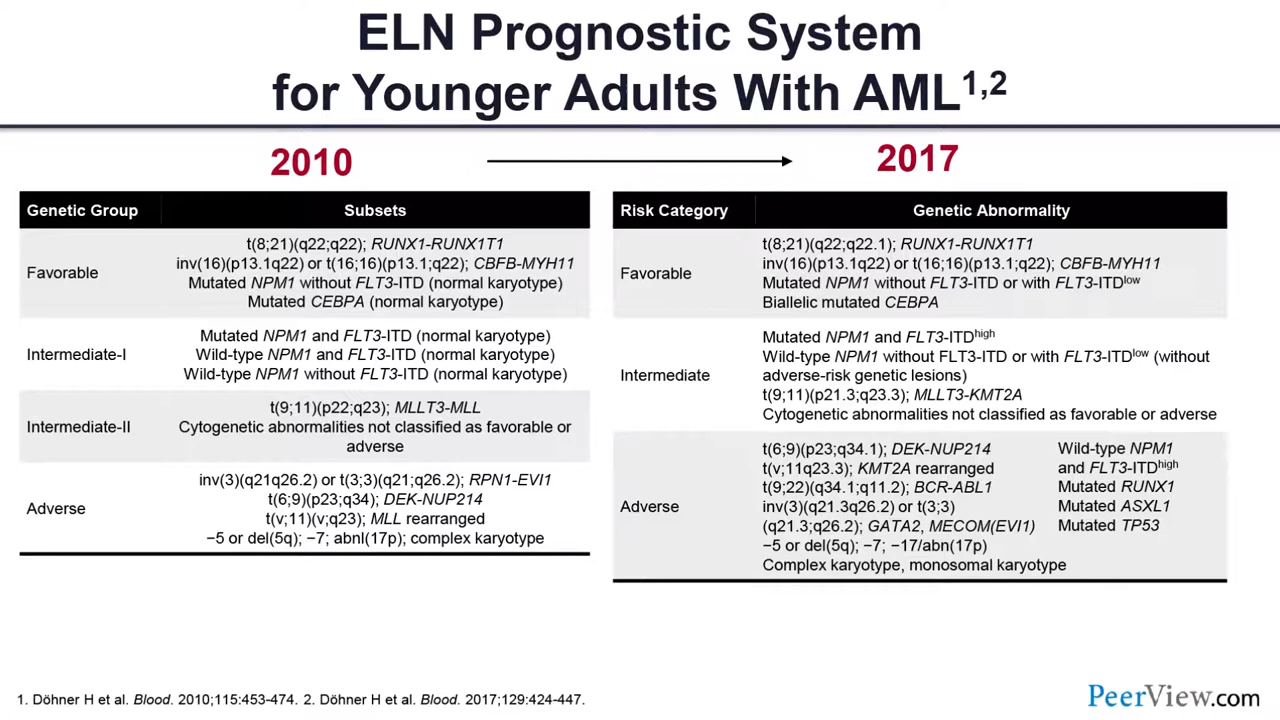 ELN Prognostic System
for Younger Adults With AML1,2
2010
2017
Genetic Group
Subsets
Favorable
t(8;21)(q22;q22); RUNX1-RUNX1T1
inv(16)(p13.1q22) or t(16;16)(p13.1;q22); CBFB-MYH11
Mutated NPM1 without FLT3-ITD (normal karyotype)
Mutated CEBPA (normal karyotype)
Intermediate-I
Mutated NPM1 and FLT3-ITD (normal karyotype)
Wild-type NPM1 and FLT3-ITD (normal karyotype)
Wild-type NPM1 without FLT3-ITD (normal karyotype)
Intermediate-II
t(9;11)(p22;q23); MLLT3-MLL
Cytogenetic abnormalities not classified as favorable or
adverse
Adverse
inv(3)(q21q26.2) or t(3;3)(q21;q26.2); RPN1-EVI1
t(6;9)(p23;q34); DEK-NUP214
t(v;11)(v;q23); MLL rearranged
−5 or del(5q); −7; abnl(17p); complex karyotype
Risk Category
Genetic Abnormality
Favorable
t(8;21)(q22;q22.1); RUNX1-RUNX1T1
inv(16)(p13.1q22) or t(16;16)(p13.1;q22); CBFB-MYH11
Mutated NPM1 without FLT3-ITD or with FLT3-ITDlow
Biallelic mutated CEBPA
Intermediate
Mutated NPM1 and FLT3-ITDhigh
Wild-type NPM1 without FLT3-ITD or with FLT3-ITDlow (without
adverse-risk genetic lesions)
t(9;11)(p21.3;q23.3); MLLT3-KMT2A
Cytogenetic abnormalities not classified as favorable or adverse
Adverse
t(6;9)(p23;q34.1); DEK-NUP214
t(v;11q23.3); KMT2A rearranged
t(9;22)(q34.1;q11.2); BCR-ABL1
inv(3)(q21.3q26.2) or t(3;3)
(q21.3;q26.2); GATA2, MECOM(EVI1)
−5 or del(5q); −7; −17/abn(17p)
Complex karyotype, monosomal karyotype
Wild-type NPM1
and FLT3-ITDhigh
Mutated RUNX1
Mutated ASXL1
Mutated TP53
1. Döhner H et al. Blood. 2010;115:453-474. 2. Döhner H et al. Blood. 2017;129:424-447.
PeerView.com